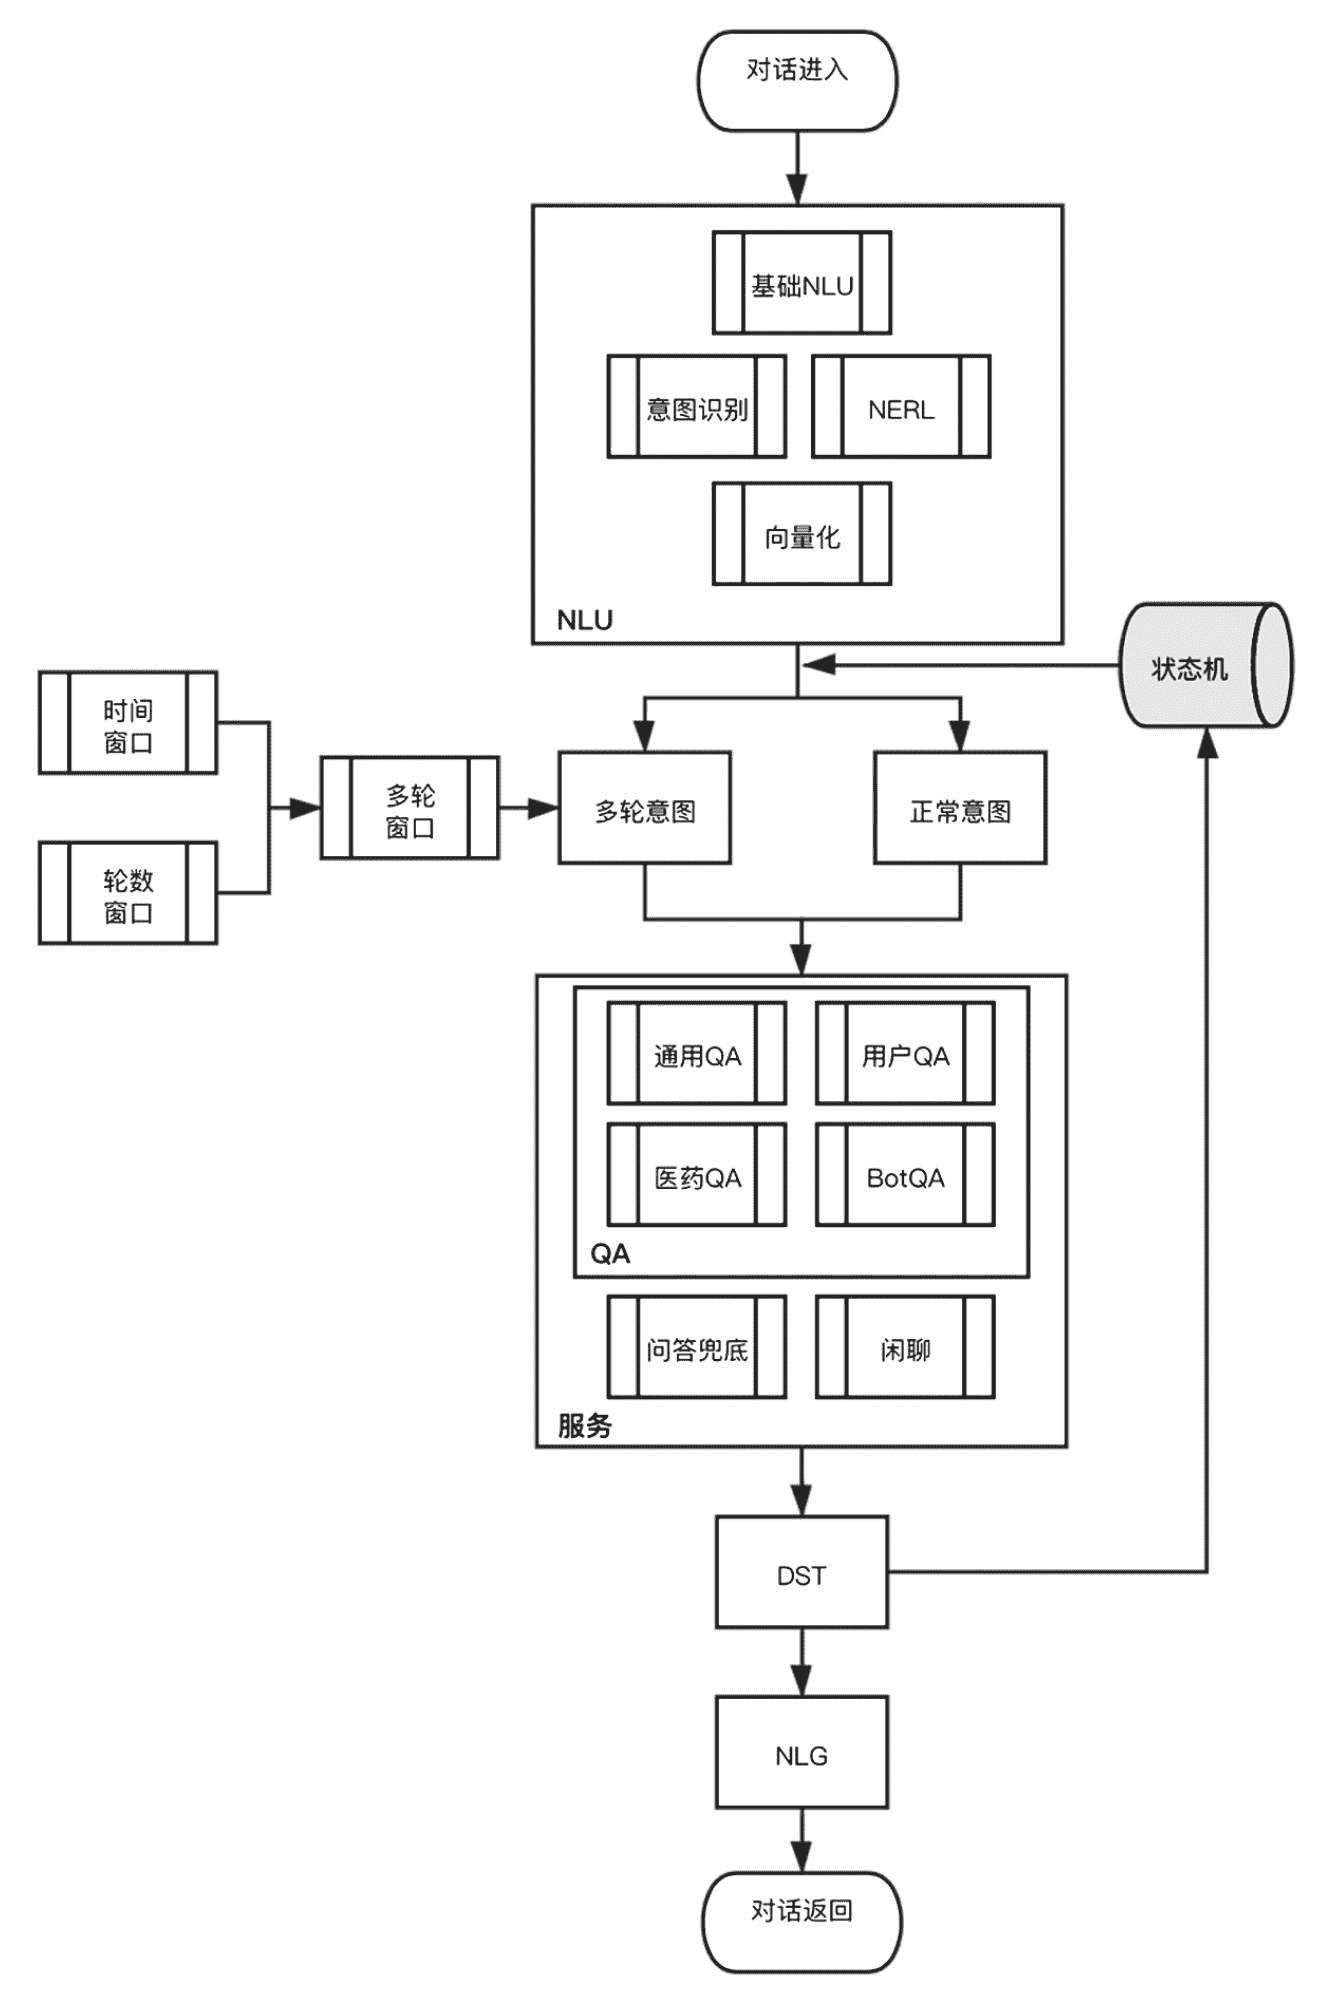 对话进入
基础NLU
意图识别
NERL
向量化
NLU
状态机
时间
窗口
多轮
窗口
轮数
窗口
多轮意图
正常意图
通用QA
用户QA
医药QA
BotQA
QA
问答兜底
闲聊
服务
DST
NLG
对话返回